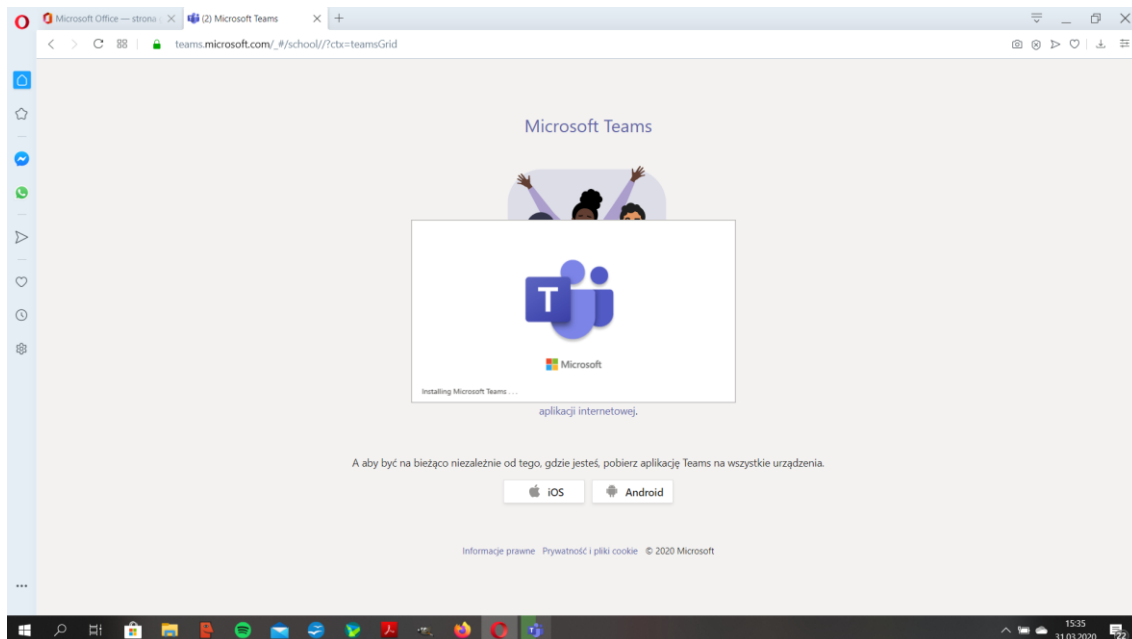 Microsoft Office — strona
(2) Microsoft Teams
teams.microsoft.com/_#/school//?ctx=teamsGrid
Microsoft Teams
T
Microsoft
Installing Microsoft Teams ...
aplikacji internetowej.
A aby być na bieżąco niezależnie od tego, gdzie jesteś, pobierz aplikację Teams na wszystkie urządzenia.
iOS
Android
Informacje prawne Prywatność i pliki cookie © 2020 Microsoft
15:35
31.03.2020
22